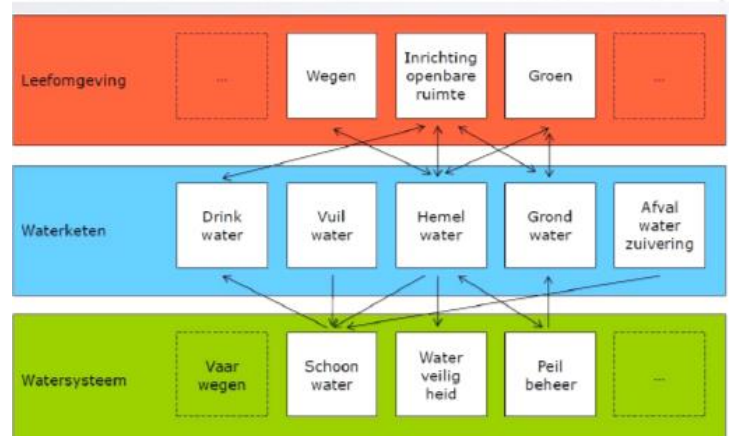 Leefomgeving
...
Wegen
Inrichting
openbare
ruimte
Groen
...
Waterketen
Drink
water
Vuil
water
Hemel
water
Grond
water
Afval
water
zuivering
Watersysteem
Vaar
wegen
Schoon
water
Water
veilig
heid
Peil
beheer
...